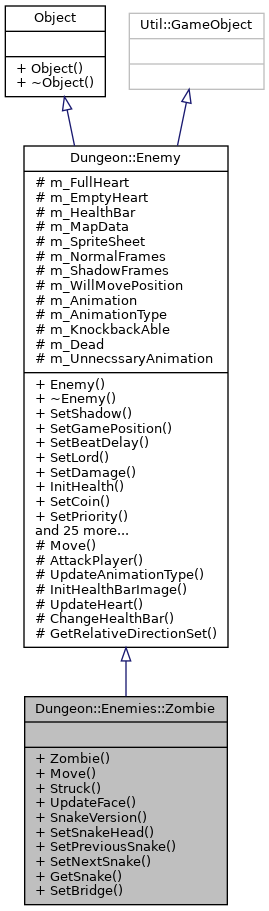 Object
+ Object()
+ ~Object()
Util::GameObject
Dungeon::Enemy
# m_FullHeart
# m_EmptyHeart
# m_HealthBar
# m_MapData
# m_SpriteSheet
# m_NormalFrames
# m_ShadowFrames
# m_WillMovePosition
# m_Animation
# m_AnimationType
# m_KnockbackAble
# m_Dead
# m_UnnecssaryAnimation
+ Enemy()
+ ~Enemy()
+ SetShadow()
+ SetGamePosition()
+ SetBeatDelay()
+ SetLord()
+ SetDamage()
+ InitHealth()
+ SetCoin()
+ SetPriority()
and 25 more...
# Move()
# AttackPlayer()
# UpdateAnimationType()
# InitHealthBarImage()
# UpdateHeart()
# ChangeHealthBar()
# GetRelativeDirectionSet()
Dungeon::Enemies::Zombie
+ Zombie()
+ Move()
+ Struck()
+ UpdateFace()
+ SnakeVersion()
+ SetSnakeHead()
+ SetPreviousSnake()
+ SetNextSnake()
+ GetSnake()
+ SetBridge()